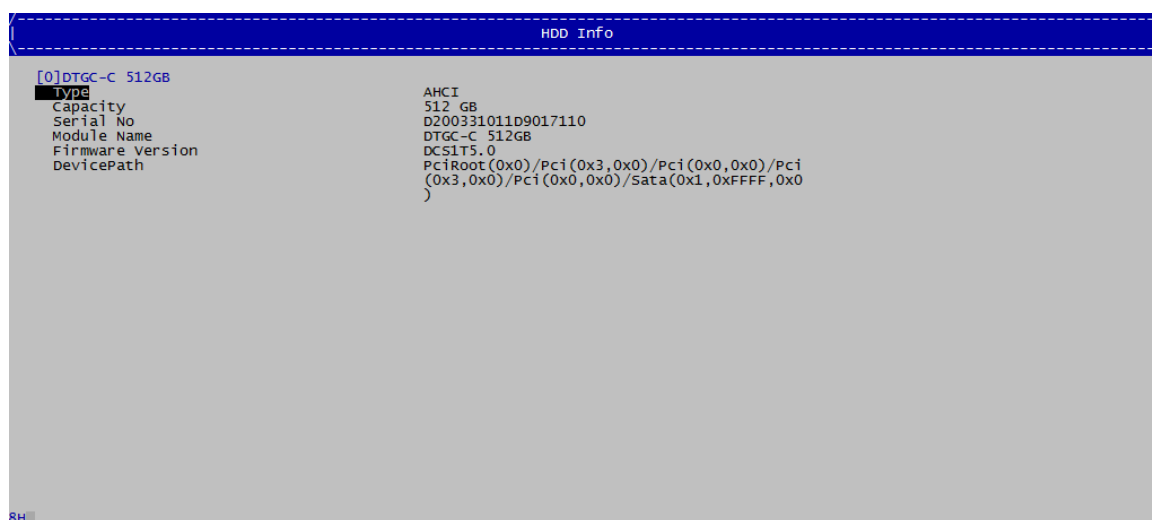 /--------------------------------------------------------------------------------
| HDD Info
\--------------------------------------------------------------------------------
[0]DTGC-C 512GB
Type AHCI
Capacity 512 GB
Serial No D200331011D9017110
Module Name DTGC-C 512GB
Firmware Version DCS1T5.0
DevicePath PciRoot(0x0)/Pci(0x3,0x0)/Pci(0x0,0x0)/Pci
(0x3,0x0)/Pci(0x0,0x0)/Sata(0x1,0xFFFF,0x0
)
8H